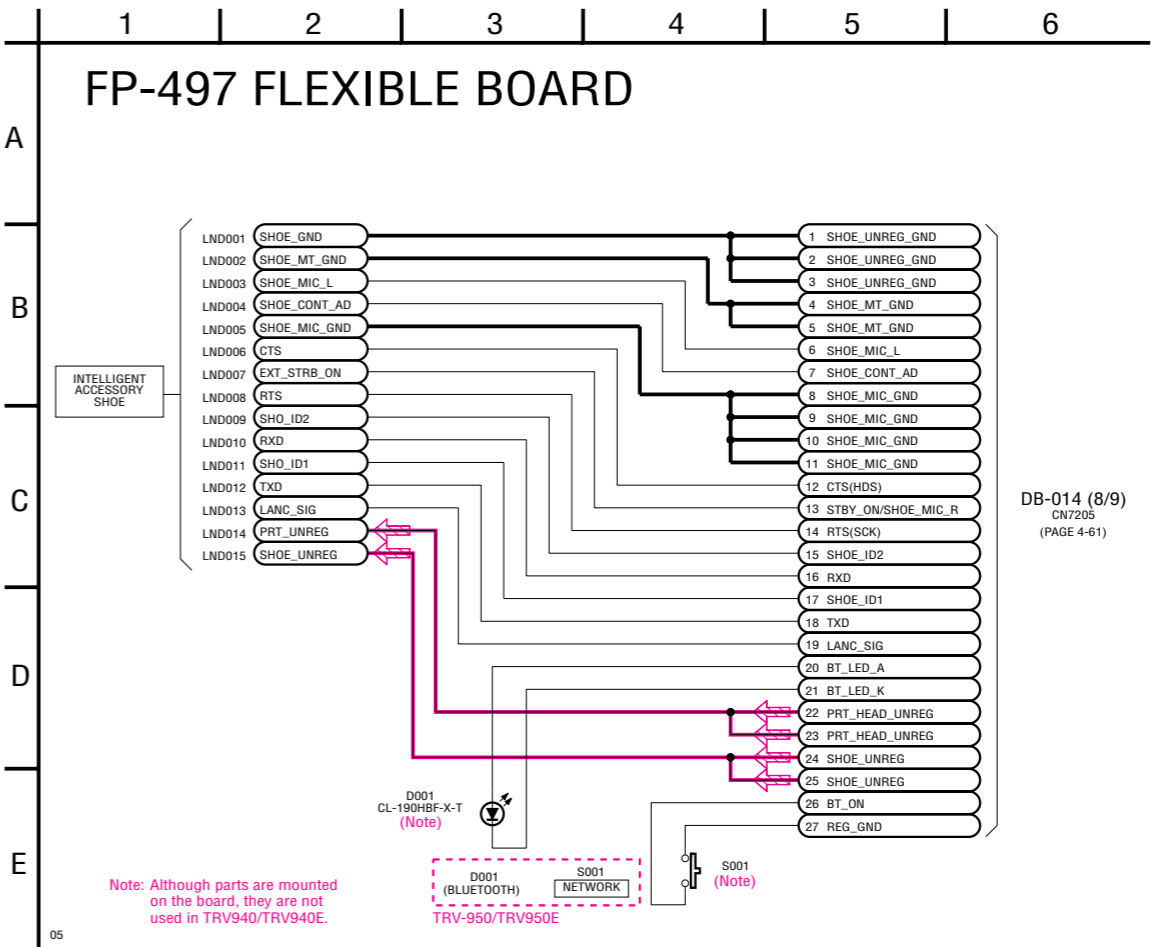 1 2 3 4 5 6
FP-497 FLEXIBLE BOARD
A
B
C
D
E
INTELLIGENT
ACCESSORY
SHOE
LND001 SHOE_GND
LND002 SHOE_MT_GND
LND003 SHOE_MIC_L
LND004 SHOE_CONT_AD
LND005 SHOE_MIC_GND
LND006 CTS
LND007 EXT_STRB_ON
LND008 RTS
LND009 SHO_ID2
LND010 RXD
LND011 SHO_ID1
LND012 TXD
LND013 LANC_SIG
LND014 PRT_UNREG
LND015 SHOE_UNREG
1 SHOE_UNREG_GND
2 SHOE_UNREG_GND
3 SHOE_UNREG_GND
4 SHOE_MT_GND
5 SHOE_MT_GND
6 SHOE_MIC_L
7 SHOE_CONT_AD
8 SHOE_MIC_GND
9 SHOE_MIC_GND
10 SHOE_MIC_GND
11 SHOE_MIC_GND
12 CTS(HDS)
13 STBY_ON/SHOE_MIC_R
14 RTS(SCK)
15 SHOE_ID2
16 RXD
17 SHOE_ID1
18 TXD
19 LANC_SIG
20 BT_LED_A
21 BT_LED_K
22 PRT_HEAD_UNREG
23 PRT_HEAD_UNREG
24 SHOE_UNREG
25 SHOE_UNREG
26 BT_ON
27 REG_GND
DB-014 (8/9)
CN7205
(PAGE 4-61)
D001
CL-190HBF-X-T
(Note)
D001
(BLUETOOTH)
S001
NETWORK
TRV-950/TRV950E
S001
(Note)
Note: Although parts are mounted
on the board, they are not
used in TRV940/TRV940E.
05